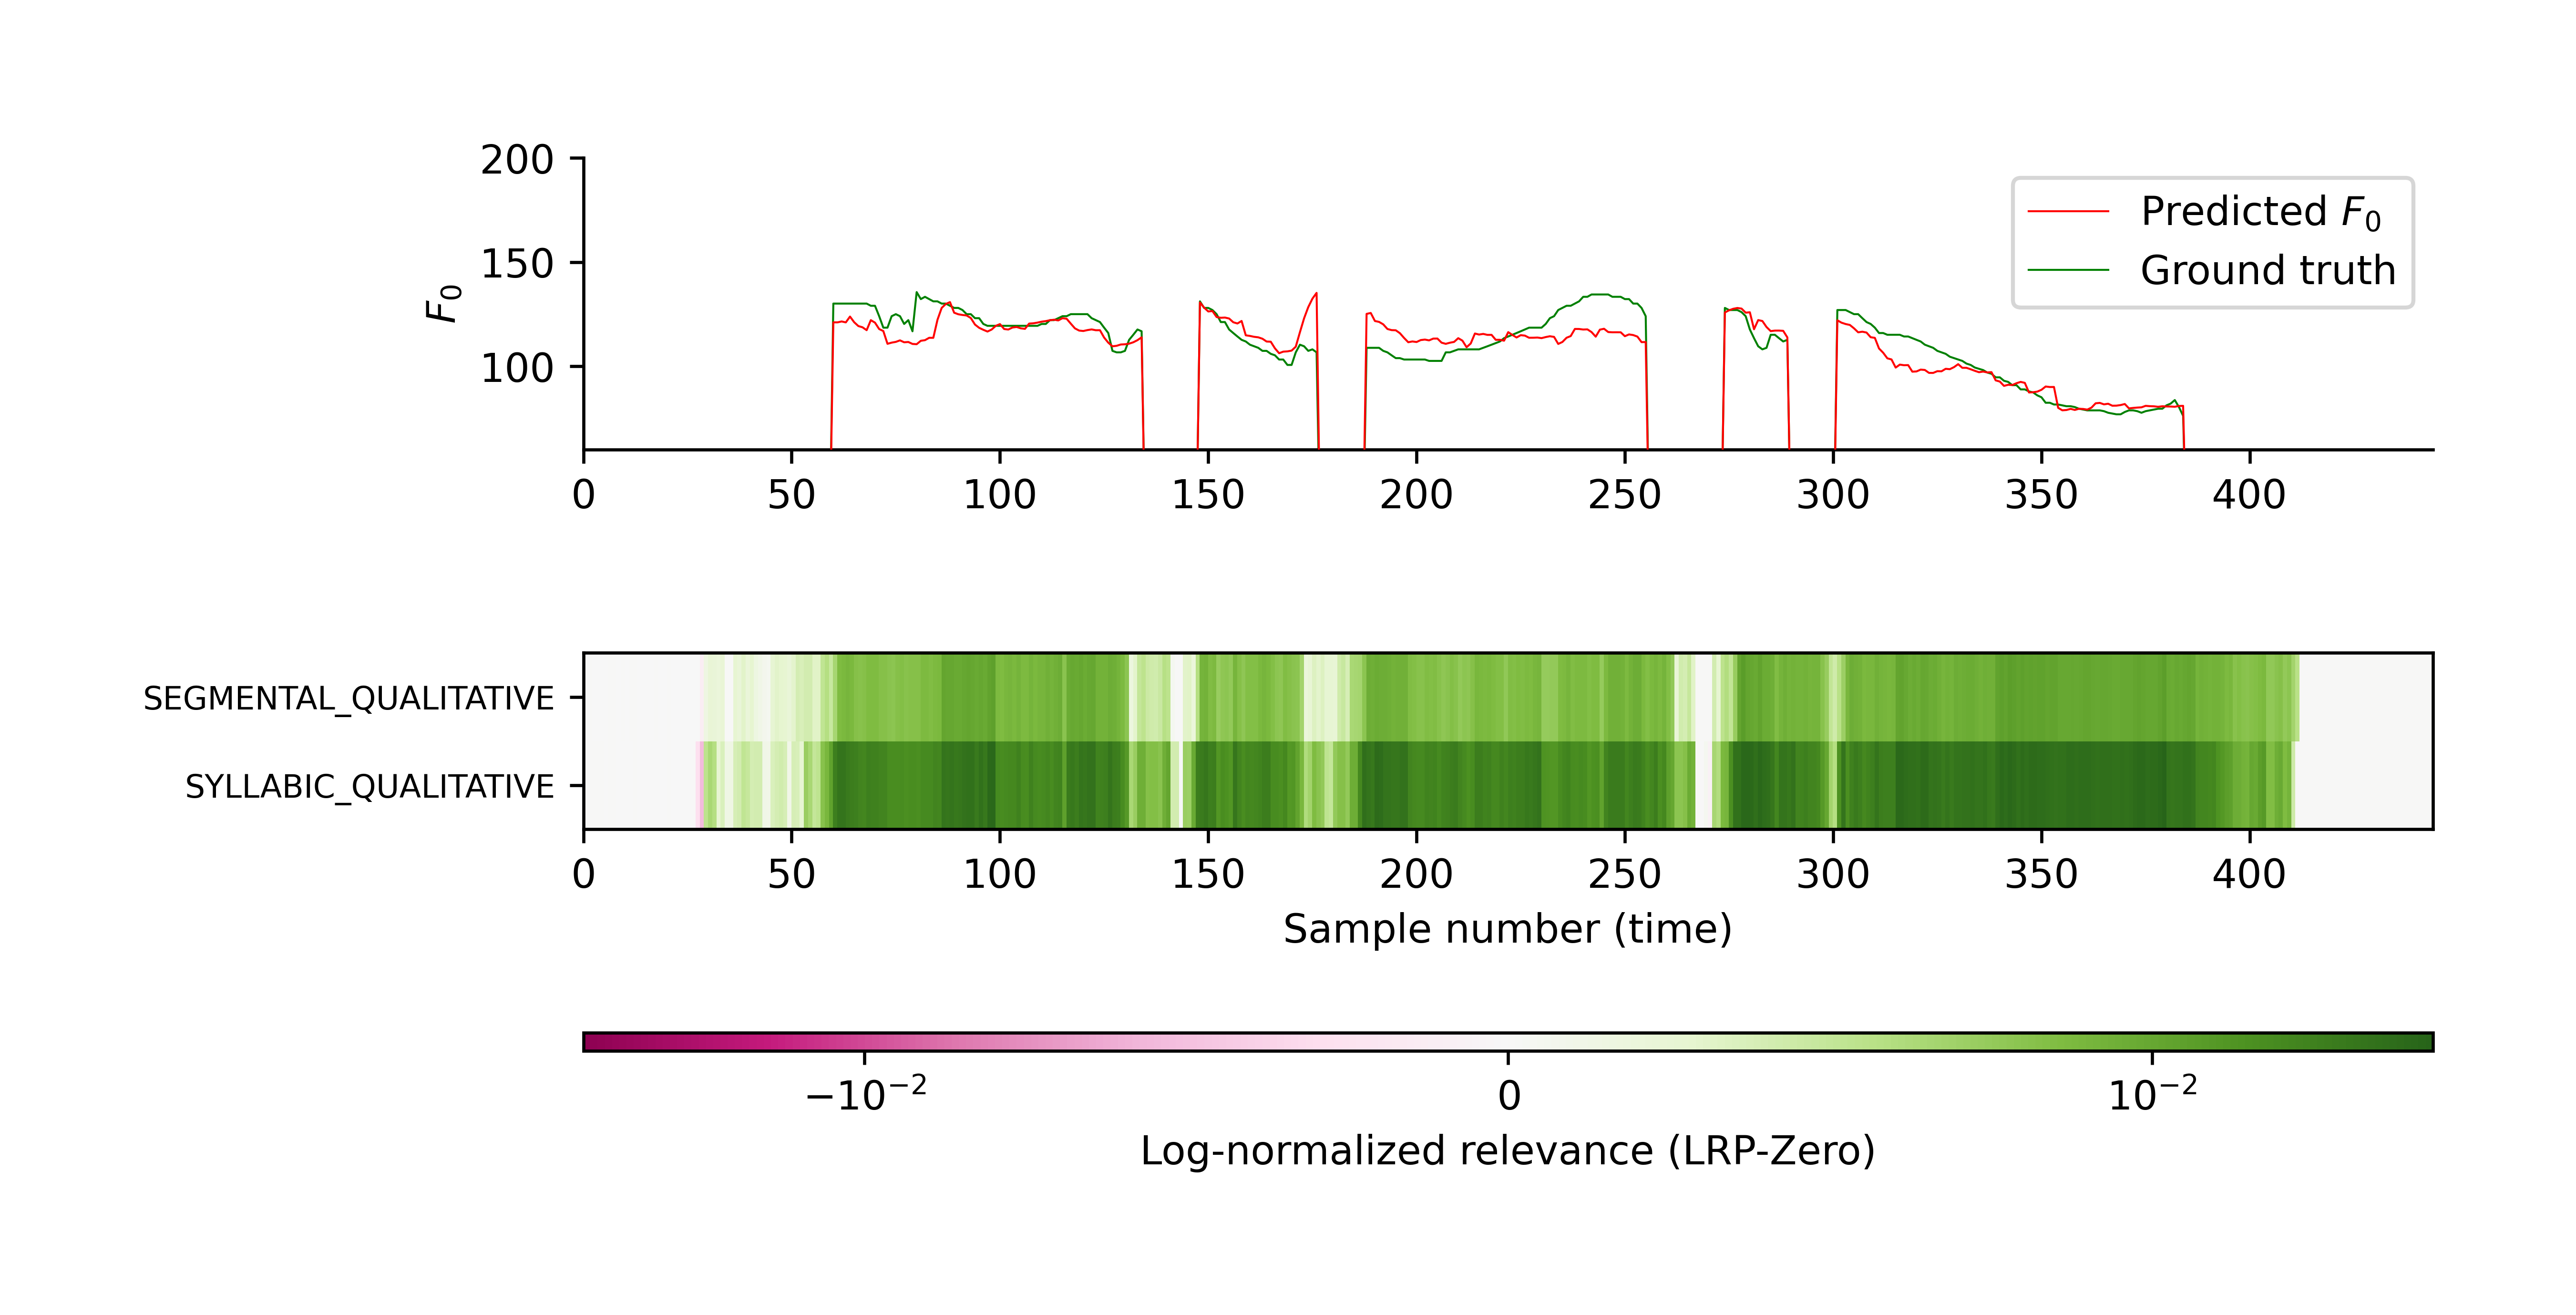 200
150
100
F₀
Predicted F₀
Ground truth
0 50 100 150 200 250 300 350 400
SEGMENTAL_QUALITATIVE
SYLLABIC_QUALITATIVE
0 50 100 150 200 250 300 350 400
Sample number (time)
−10⁻² 0 10⁻²
Log-normalized relevance (LRP-Zero)